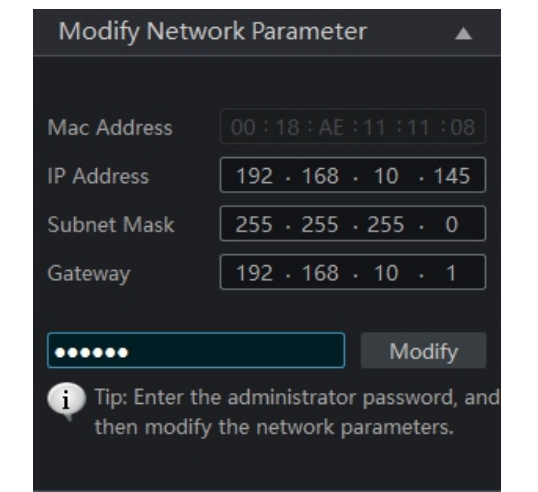 Modify Network Parameter
Mac Address 00 : 18 : AE : 11 : 11 : 08
IP Address 192 . 168 . 10 . 145
Subnet Mask 255 . 255 . 255 . 0
Gateway 192 . 168 . 10 . 1
●●●●●● Modify
i Tip: Enter the administrator password, and
then modify the network parameters.